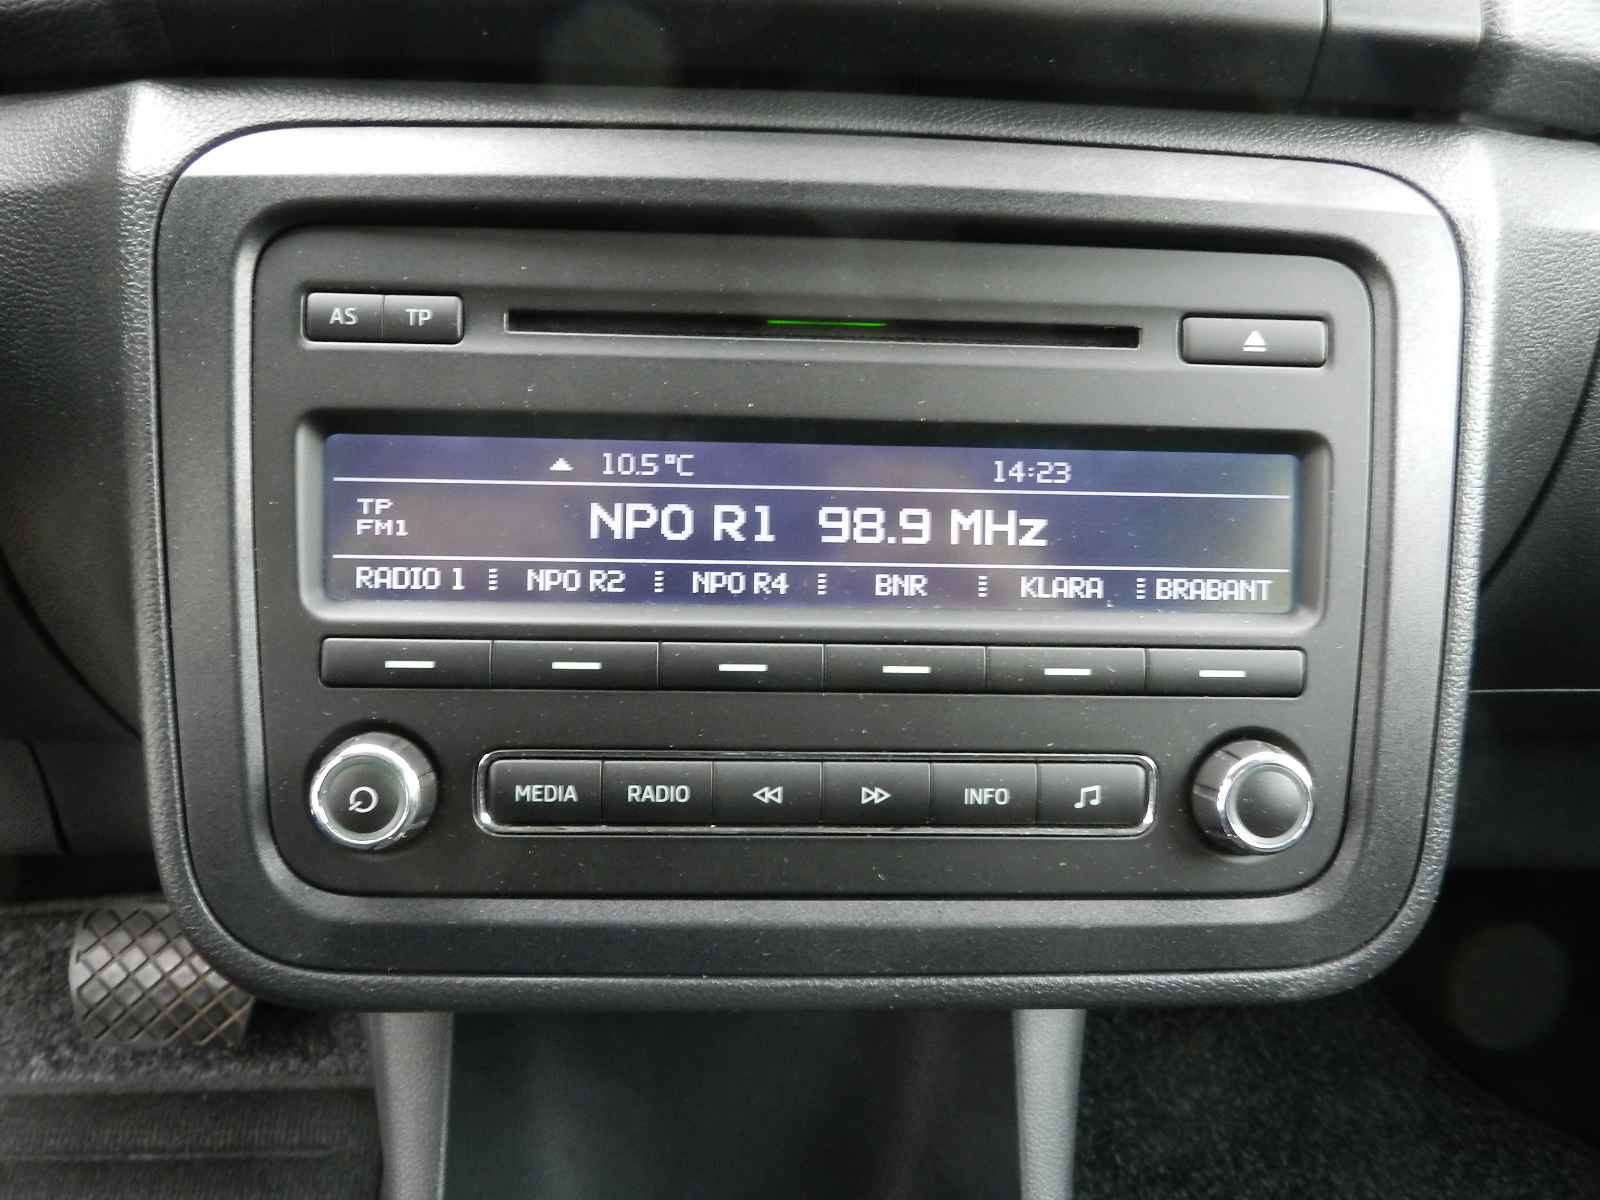 AS TP
10.5°C 14:23
TP
FM1
NPO R1 98.9 MHz
RADIO 1 NPO R2 NPO R4 BNR KLARA BRABANT
MEDIA RADIO INFO